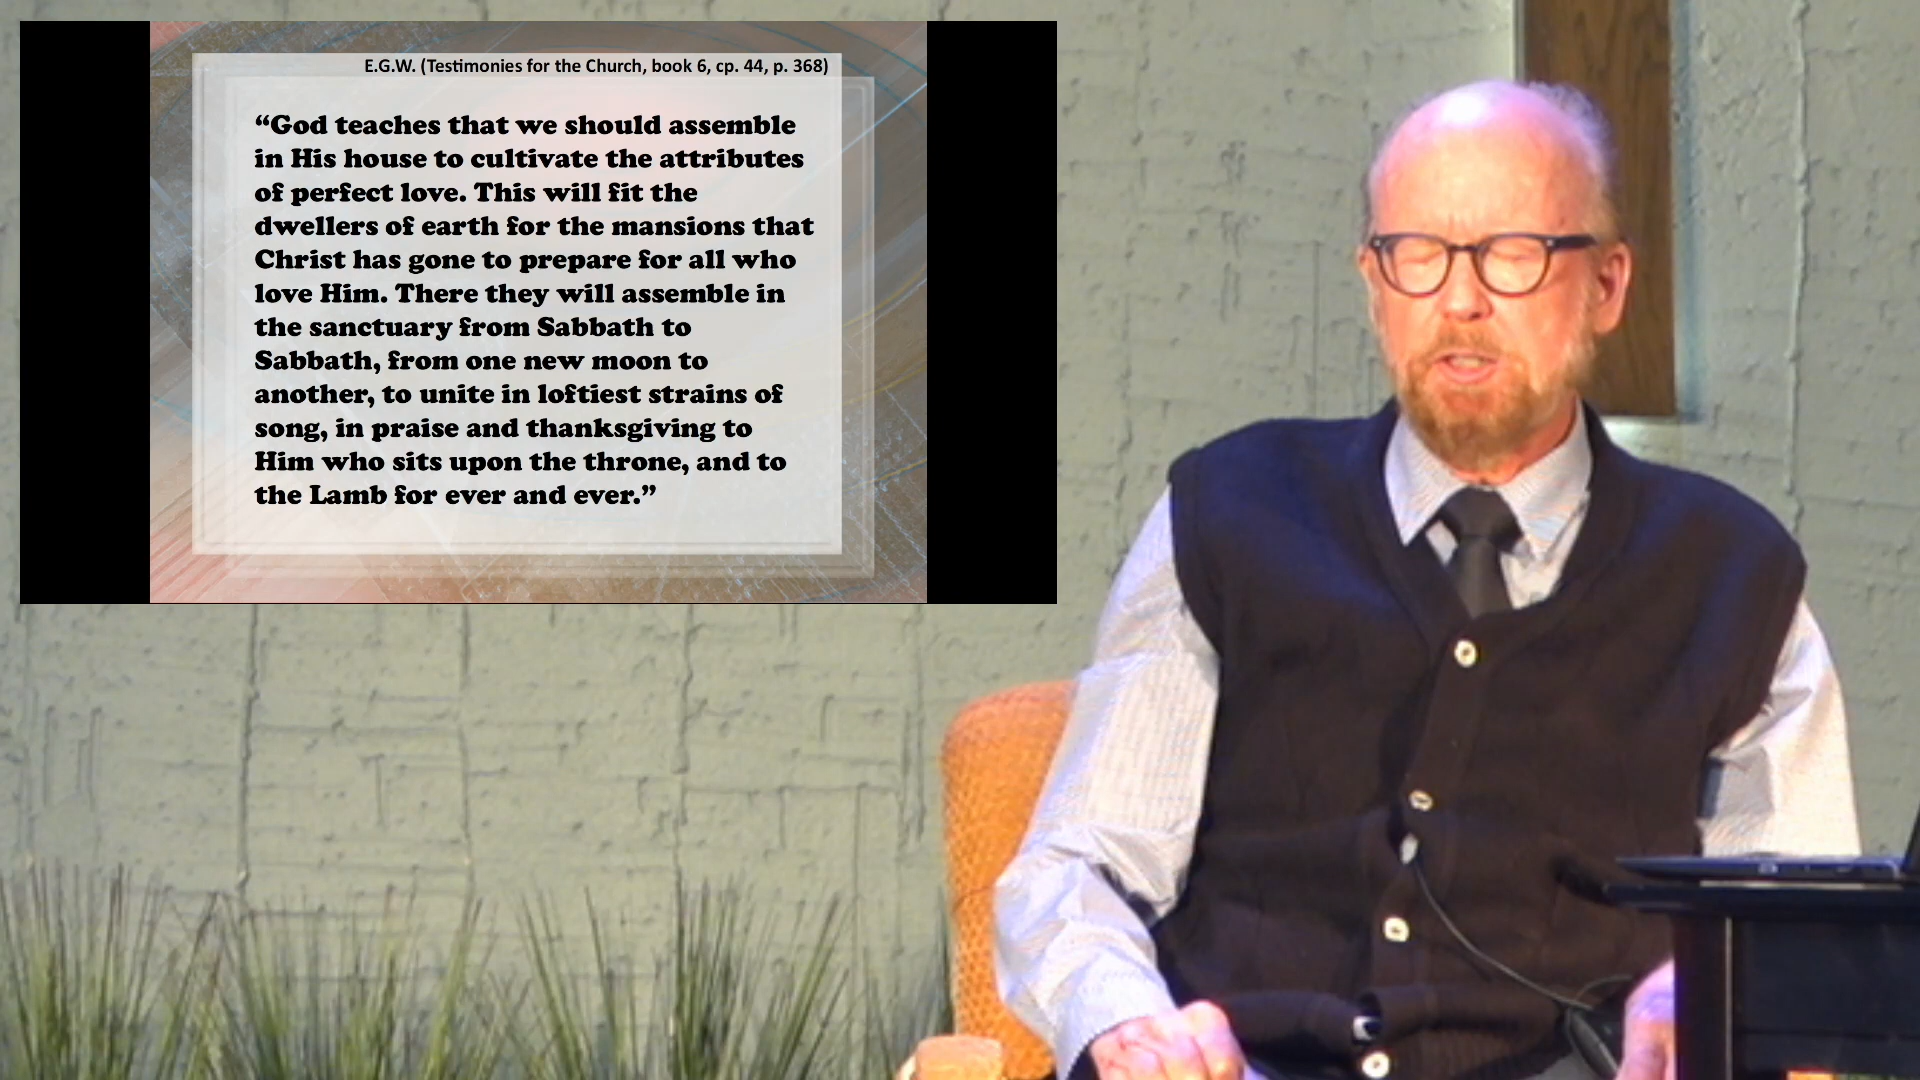 E.G.W. (Testimonies for the Church, book 6, cp. 44, p. 368)
“God teaches that we should assemble
in His house to cultivate the attributes
of perfect love. This will fit the
dwellers of earth for the mansions that
Christ has gone to prepare for all who
love Him. There they will assemble in
the sanctuary from Sabbath to
Sabbath, from one new moon to
another, to unite in loftiest strains of
song, in praise and thanksgiving to
Him who sits upon the throne, and to
the Lamb for ever and ever.”